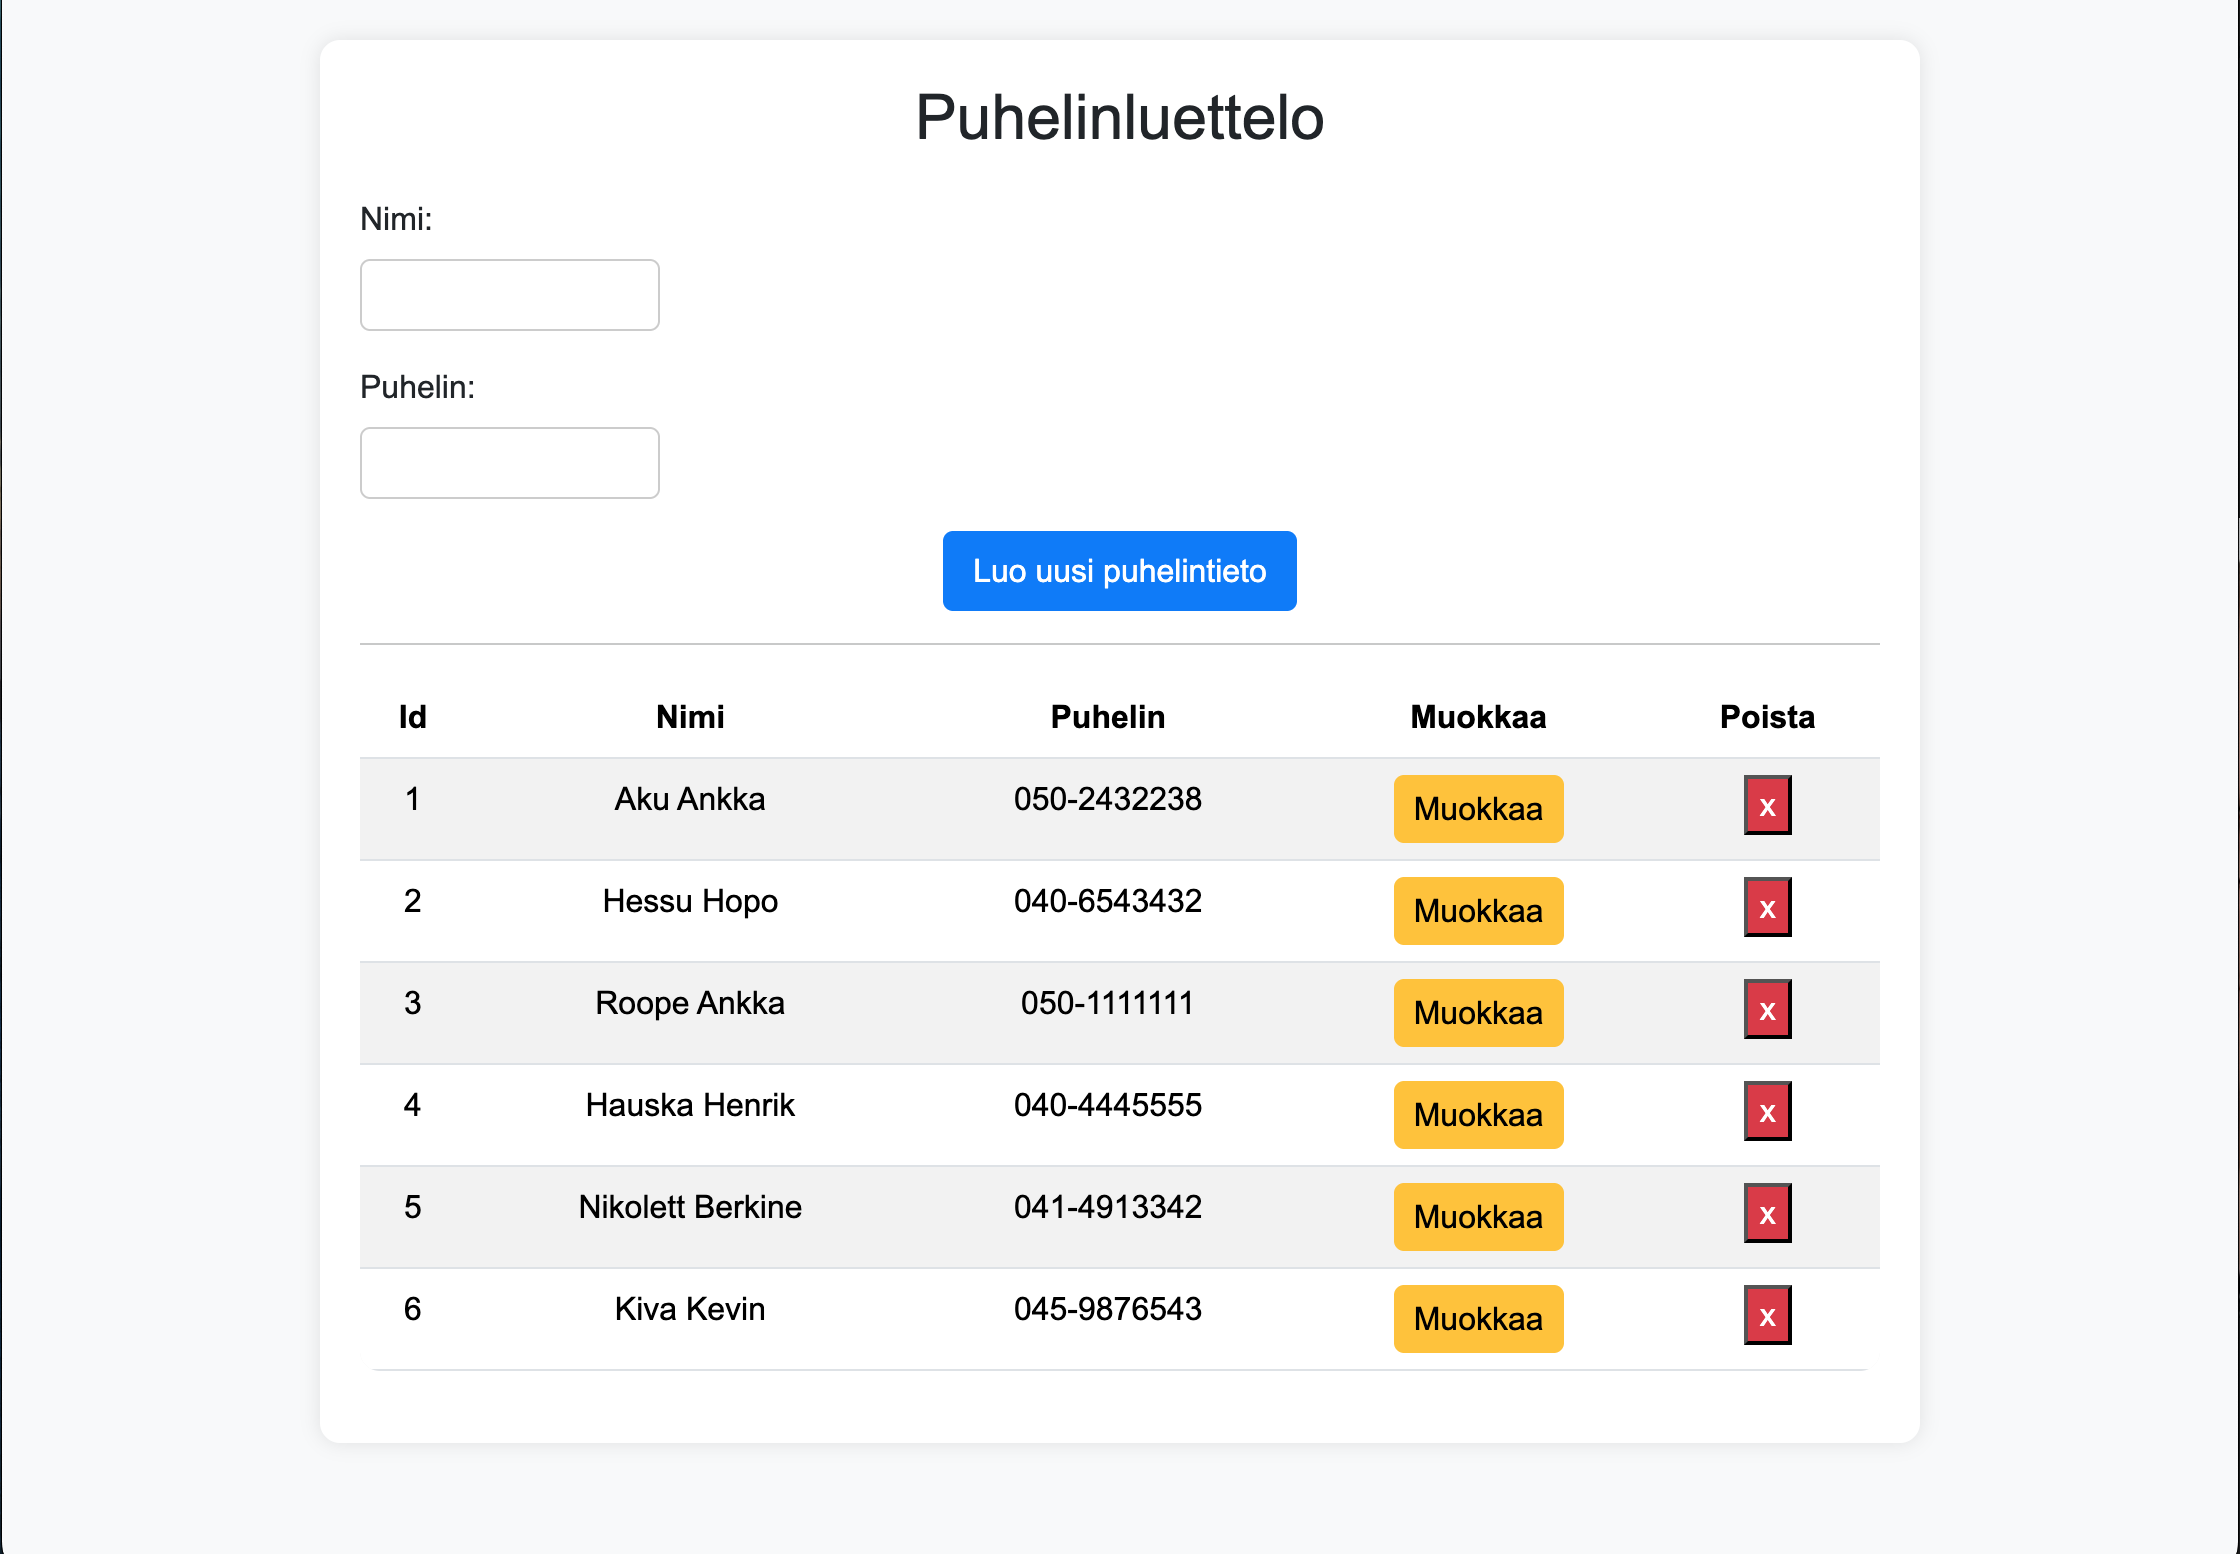 Puhelinluettelo
Nimi:
Puhelin:
Luo uusi puhelintieto
Id Nimi Puhelin Muokkaa Poista
1 Aku Ankka 050-2432238 Muokkaa x
2 Hessu Hopo 040-6543432 Muokkaa x
3 Roope Ankka 050-1111111 Muokkaa x
4 Hauska Henrik 040-4445555 Muokkaa x
5 Nikolett Berkine 041-4913342 Muokkaa x
6 Kiva Kevin 045-9876543 Muokkaa x